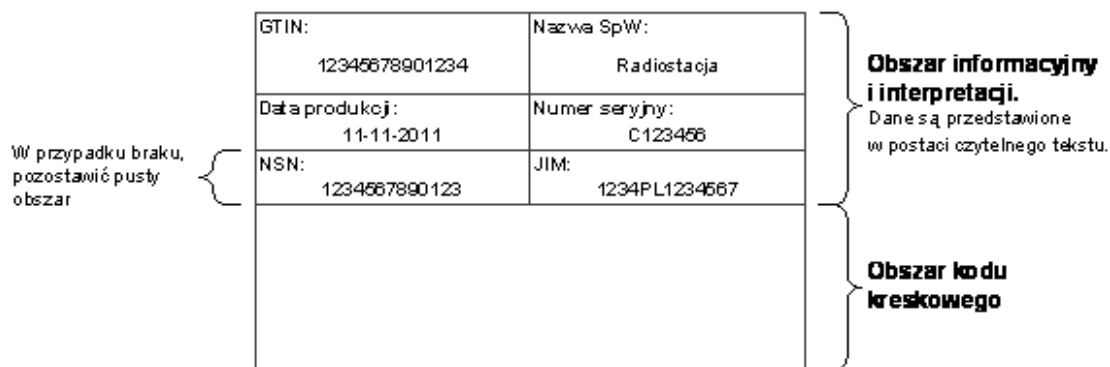 GTIN:
12345678901234
Nazwa SpW:
Radiostacja
Data produkcji:
11-11-2011
Numer seryjny:
C123456
NSN:
1234567890123
JIM:
1234PL1234567
W przypadku braku,
pozostawić pusty
obszar
Obszar informacyjny
i interpretacji.
Dane są przedstawione
w postaci czytelnego tekstu.
Obszar kodu
kreskowego